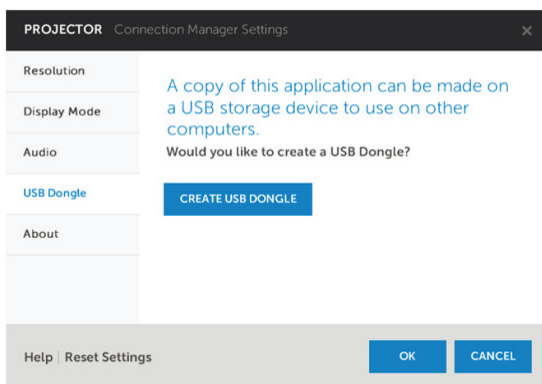 PROJECTOR Connection Manager Settings
Resolution
Display Mode
Audio
USB Dongle
About
A copy of this application can be made on
a USB storage device to use on other
computers.
Would you like to create a USB Dongle?
CREATE USB DONGLE
Help | Reset Settings
OK
CANCEL